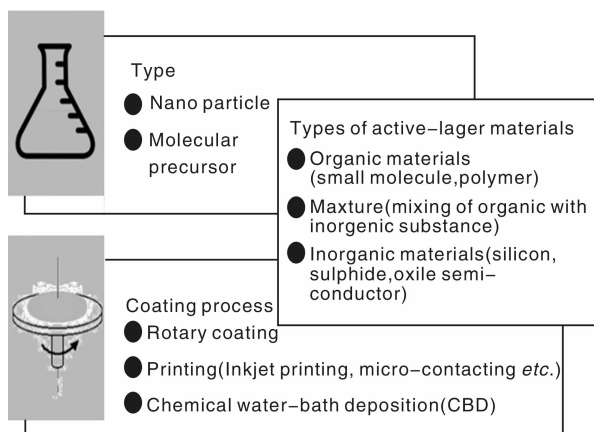 Type
Nano particle
Molecular
precursor
Types of active-lager materials
Organic materials
(small molecule,polymer)
Maxture(mixing of organic with
inorgenic substance)
Inorganic materials(silicon,
sulphide,oxile semi-
conductor)
Coating process
Rotary coating
Printing(Inkjet printing, micro-contacting etc.)
Chemical water-bath deposition(CBD)